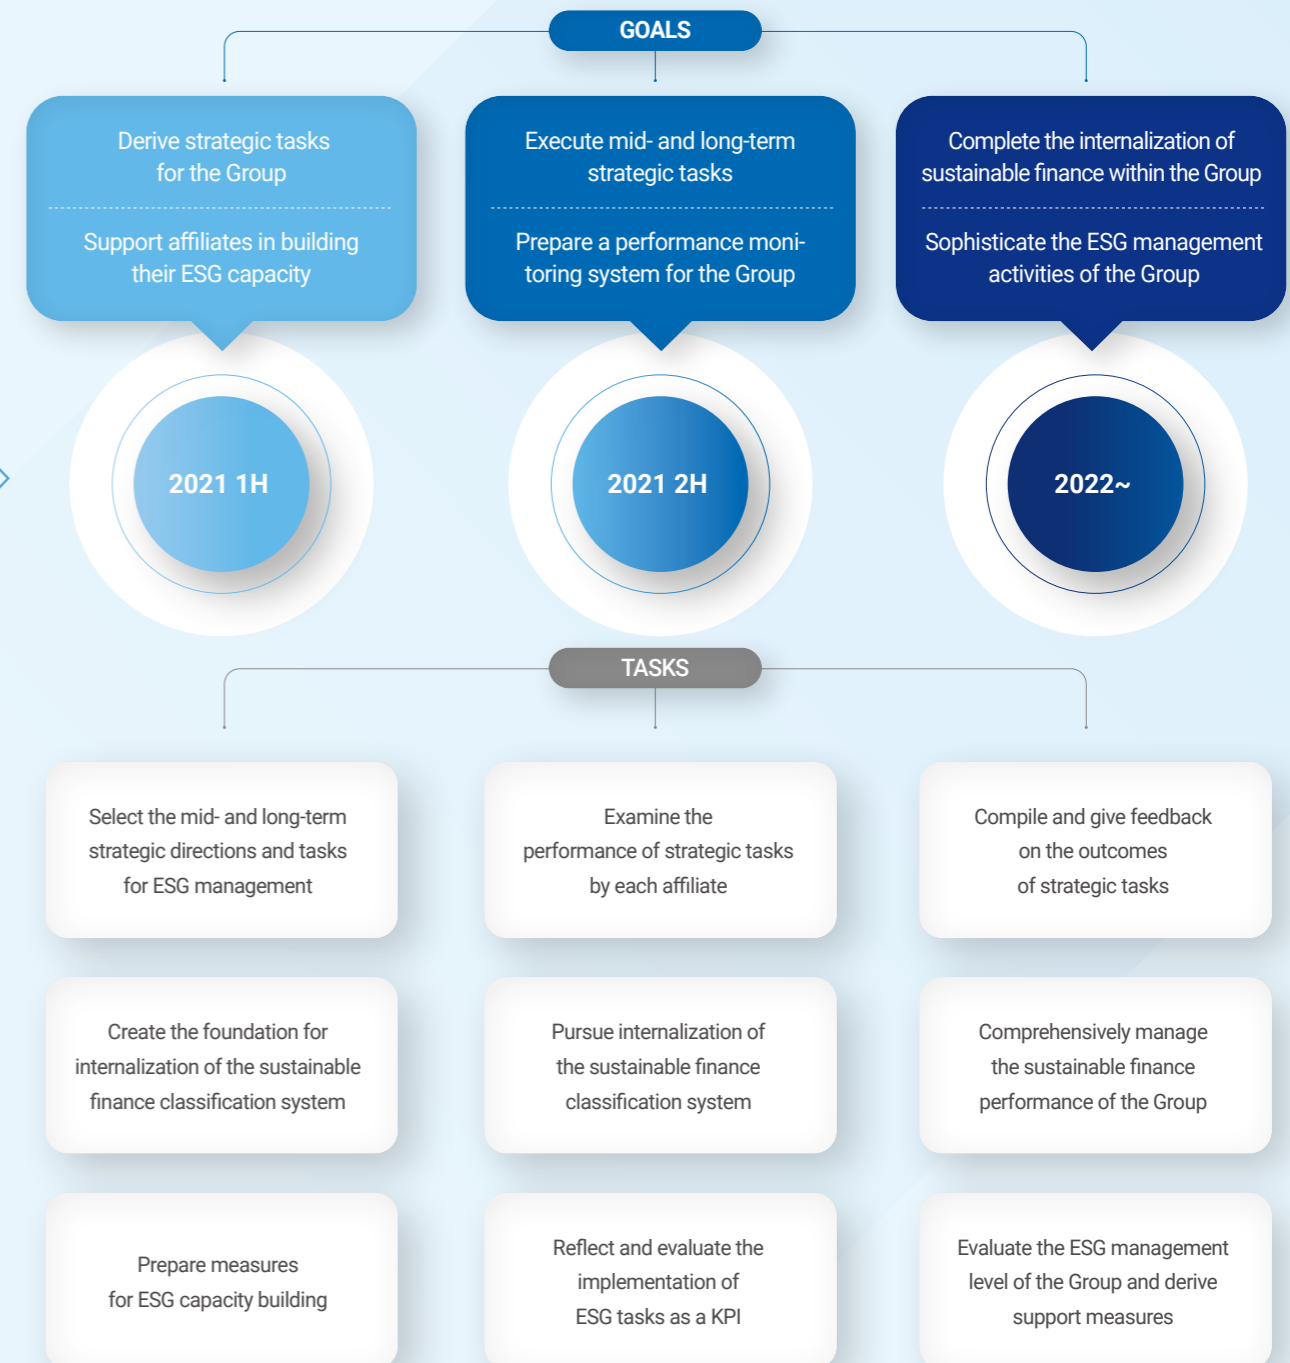 GOALS
Derive strategic tasks
for the Group
Support affiliates in building
their ESG capacity
Execute mid- and long-term
strategic tasks
Prepare a performance moni-
toring system for the Group
Complete the internalization of
sustainable finance within the Group
Sophisticate the ESG management
activities of the Group
2021 1H
2021 2H
2022~
TASKS
Select the mid- and long-term
strategic directions and tasks
for ESG management
Examine the
performance of strategic tasks
by each affiliate
Compile and give feedback
on the outcomes
of strategic tasks
Create the foundation for
internalization of the sustainable
finance classification system
Pursue internalization of
the sustainable finance
classification system
Comprehensively manage
the sustainable finance
performance of the Group
Prepare measures
for ESG capacity building
Reflect and evaluate the
implementation of
ESG tasks as a KPI
Evaluate the ESG management
level of the Group and derive
support measures